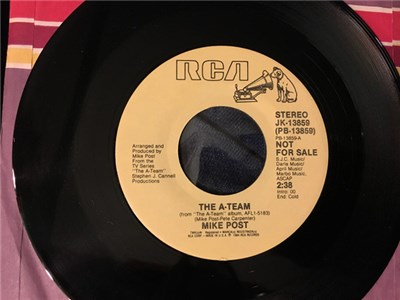 RCA
STEREO
JK-13859
(PB-13859)
PB-13859-A
NOT
FOR SALE
S.J.C. Music/
Darla Music/
April Music/
Marbo Music,
ASCAP
2:38
Intro: 00
End: Cold
Arranged and
Produced by
Mike Post
From the
TV Series
"The A-Team"
Stephen J. Cannell
Productions
THE A-TEAM
(from "The A-Team" album, AFL1-5183)
(Mike Post-Pete Carpenter)
MIKE POST